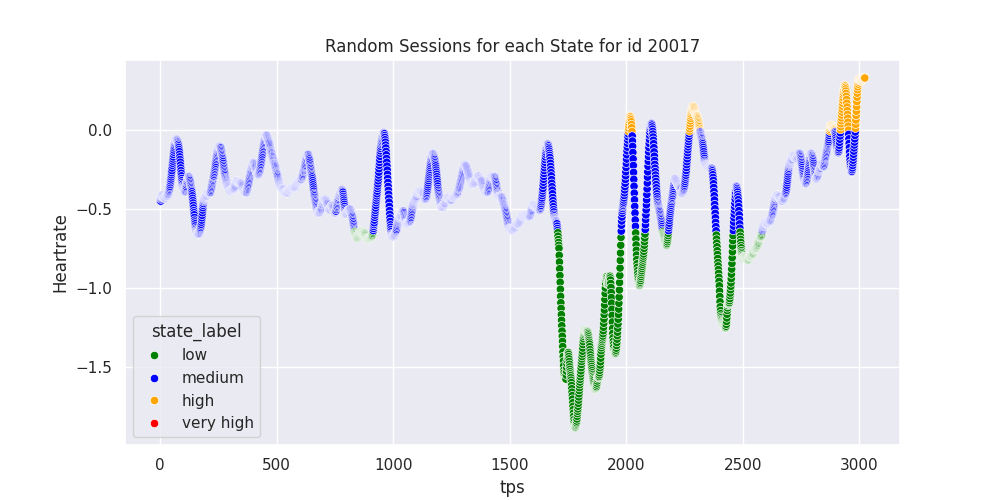 Random Sessions for each State for id 20017
Heartrate
0.0
−0.5
−1.0
−1.5
state_label
low
medium
high
very high
0
500
1000
1500
2000
2500
3000
tps